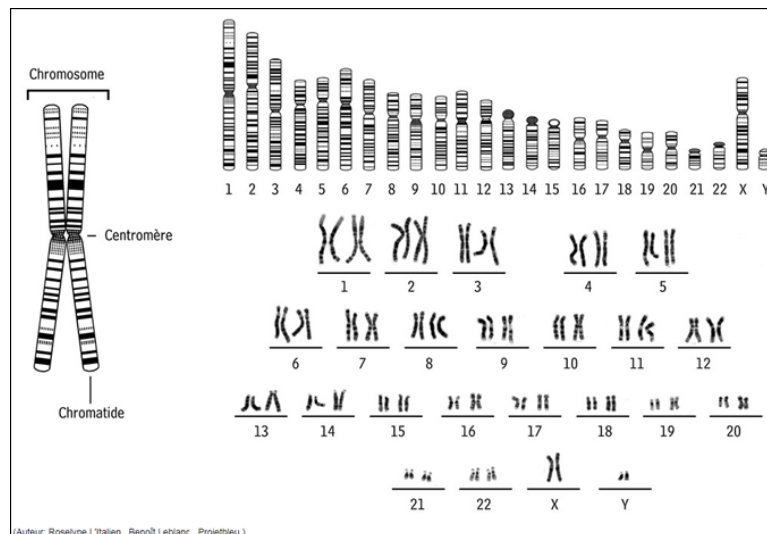 Chromosome
Centromère
Chromatide
1 2 3 4 5 6 7 8 9 10 11 12 13 14 15 16 17 18 19 20 21 22 X Y
1 2 3 4 5
6 7 8 9 10 11 12
13 14 15 16 17 18 19 20
21 22 X Y
(Auteur: Roselyne L'Italien, Benoît Leblanc, Projetbleu )